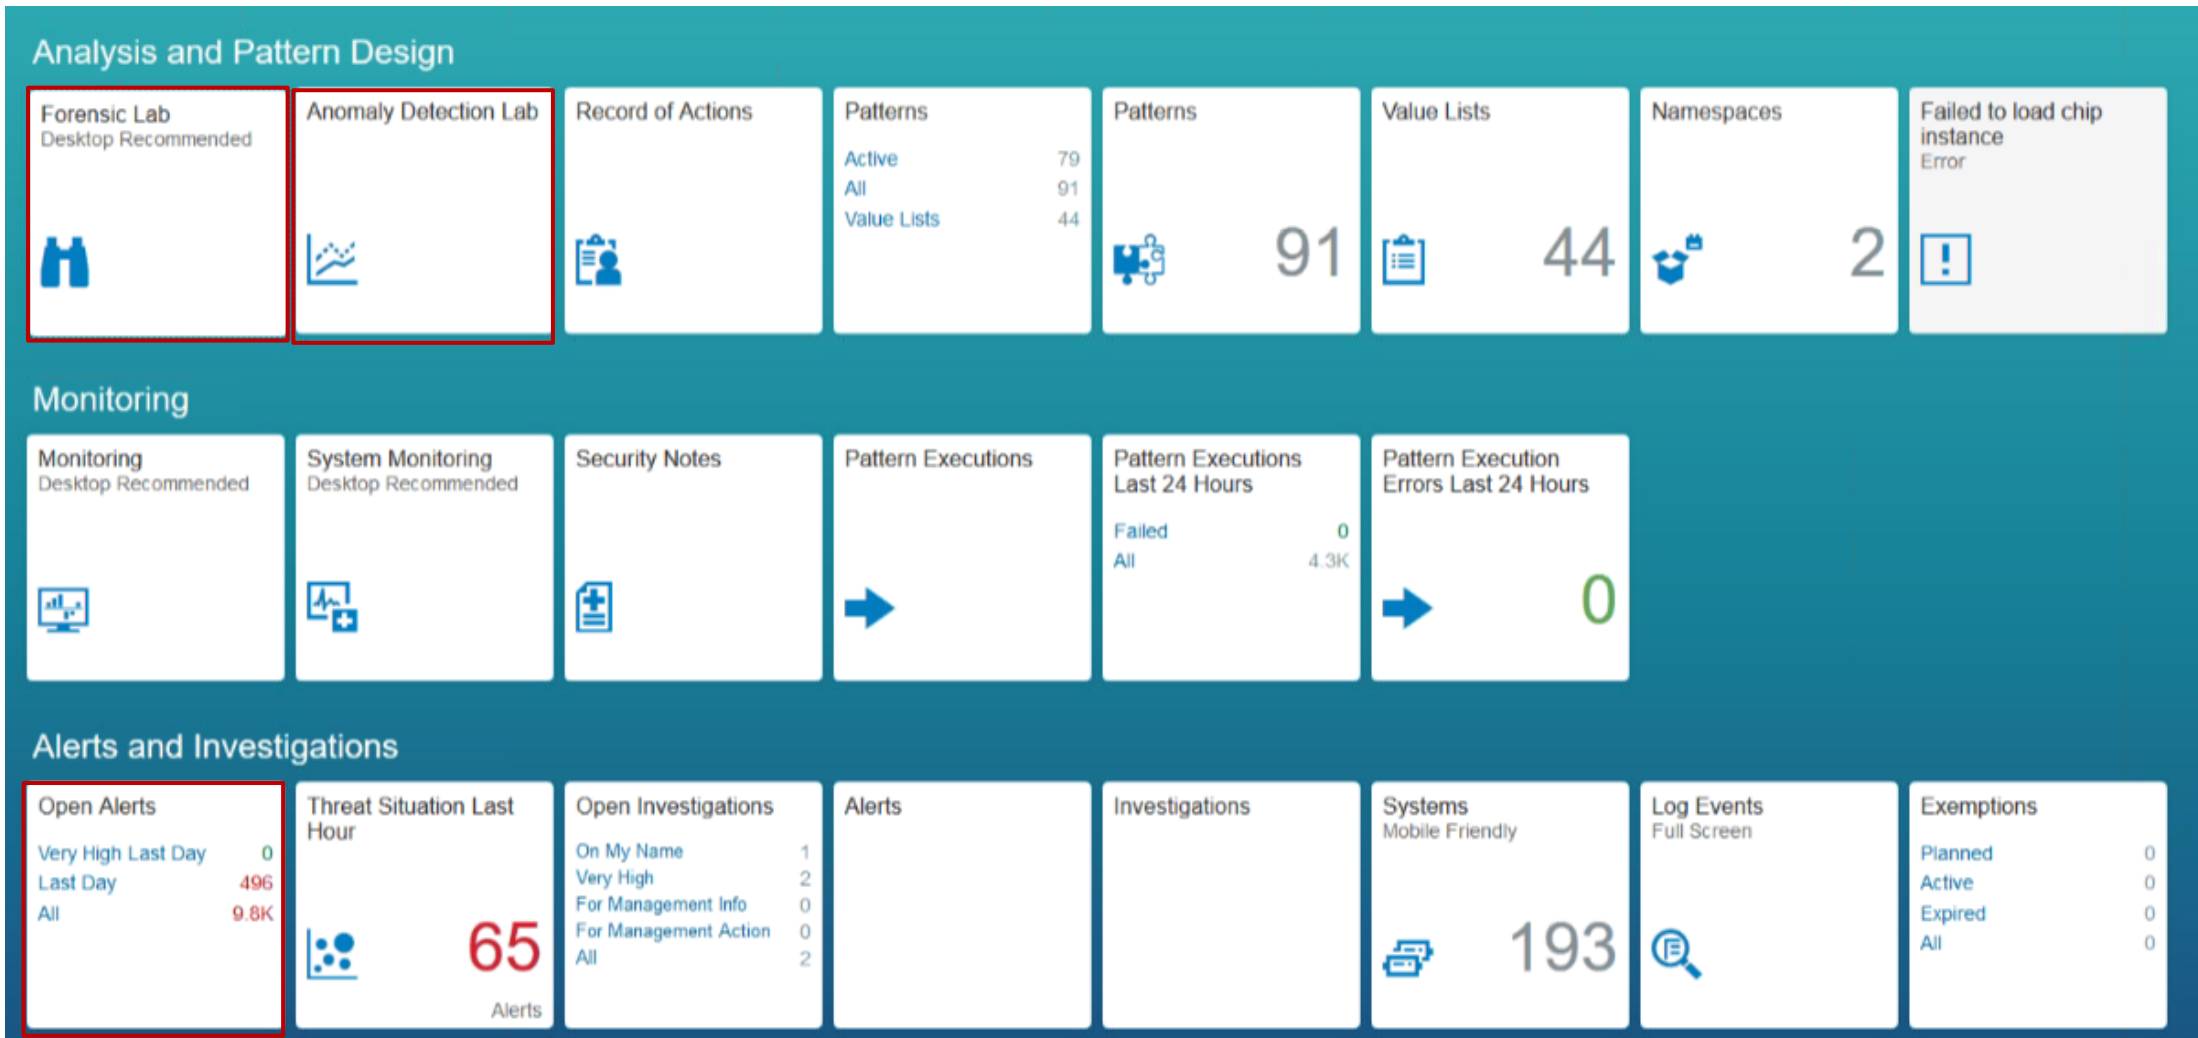 Analysis and Pattern Design
Forensic Lab
Desktop Recommended
Anomaly Detection Lab
Record of Actions
Patterns
Active 79
All 91
Value Lists 44
Patterns
91
Value Lists
44
Namespaces
2
Failed to load chip
instance
Error
Monitoring
Monitoring
Desktop Recommended
System Monitoring
Desktop Recommended
Security Notes
Pattern Executions
Pattern Executions
Last 24 Hours
Failed 0
All 4.3K
Pattern Execution
Errors Last 24 Hours
0
Alerts and Investigations
Open Alerts
Very High Last Day 0
Last Day 496
All 9.8K
Threat Situation Last
Hour
65
Alerts
Open Investigations
On My Name 1
Very High 2
For Management Info 0
For Management Action 0
All 2
Alerts
Investigations
Systems
Mobile Friendly
193
Log Events
Full Screen
Exemptions
Planned 0
Active 0
Expired 0
All 0